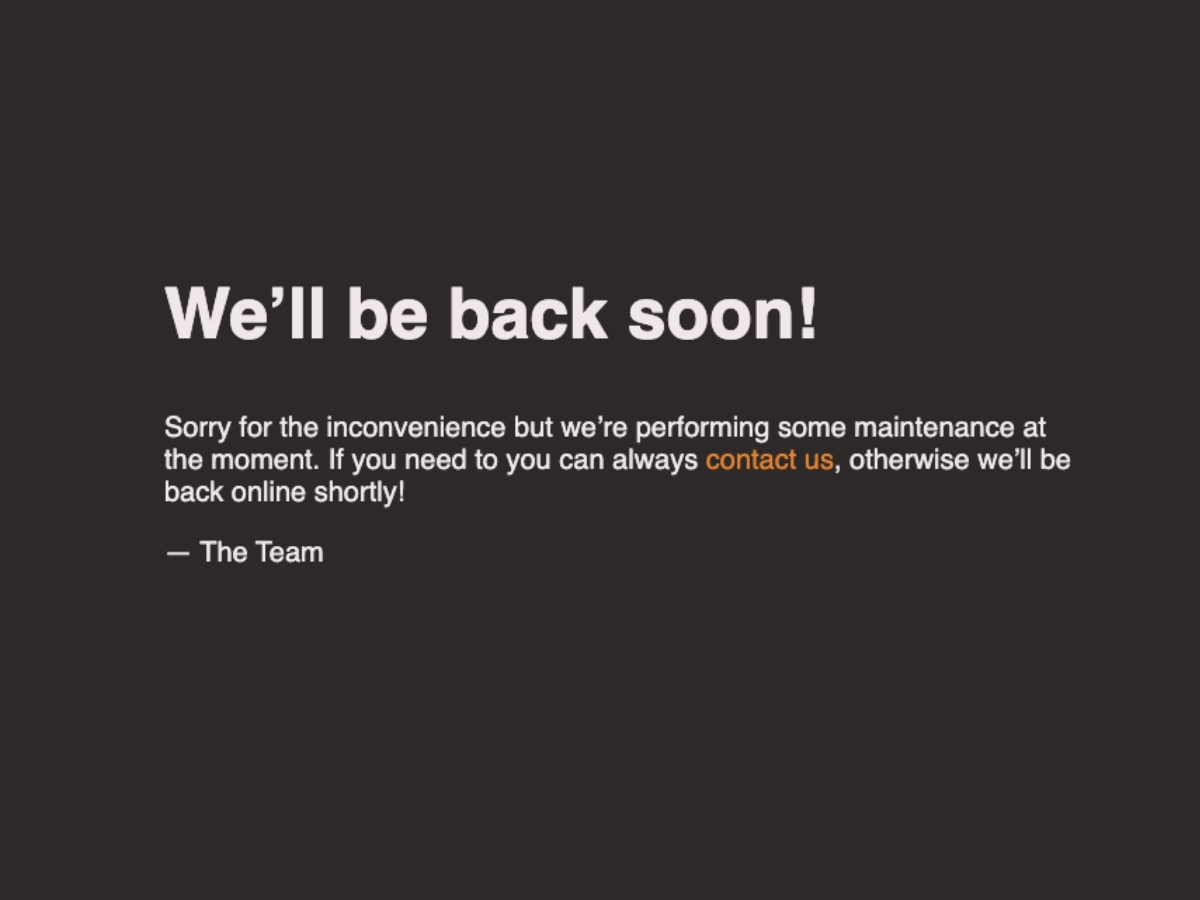 We’ll be back soon!
Sorry for the inconvenience but we’re performing some maintenance at
the moment. If you need to you can always contact us, otherwise we’ll be
back online shortly!
— The Team